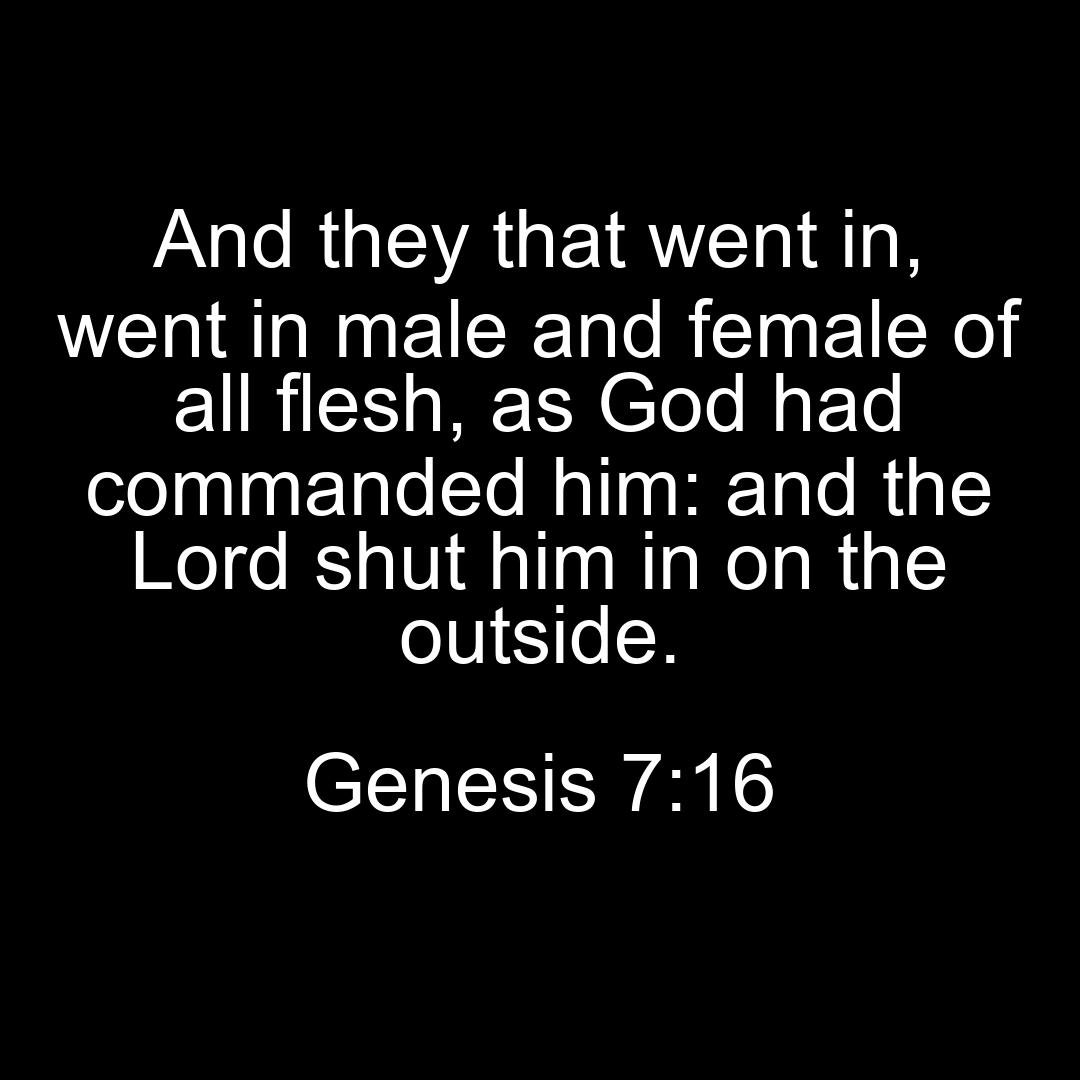 And they that went in,
went in male and female of
all flesh, as God had
commanded him: and the
Lord shut him in on the
outside.
Genesis 7:16